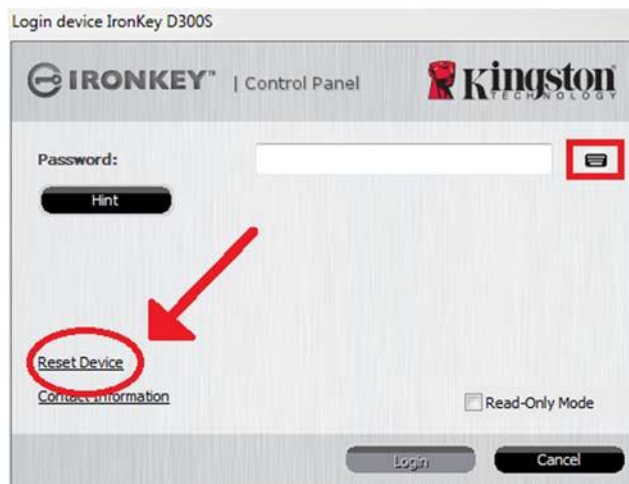 Login device IronKey D300S
IRONKEY™ | Control Panel
Kingston
TECHNOLOGY
Password:
Hint
Reset Device
Contact Information
Read-Only Mode
Login
Cancel